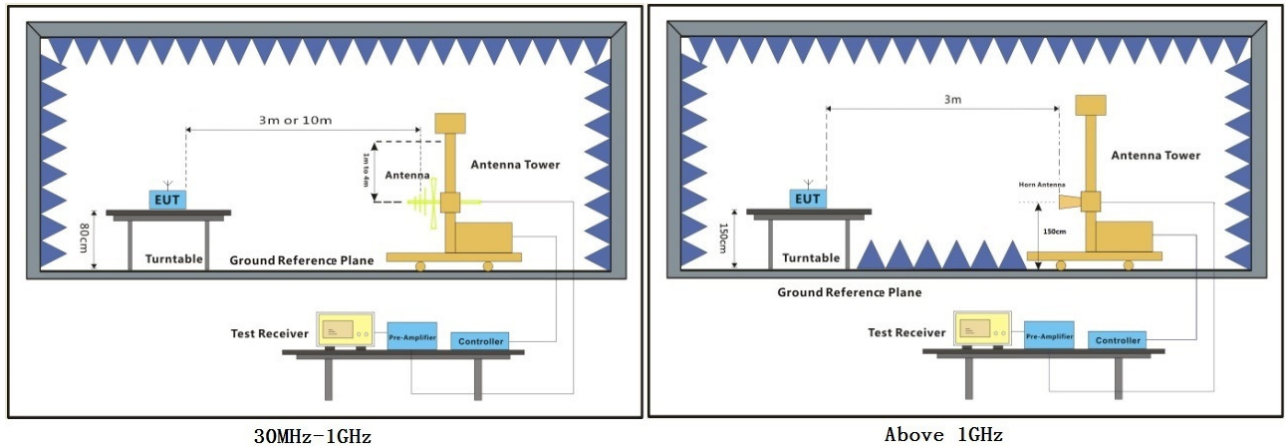 3m or 10m
1m to 4m
Antenna
Antenna Tower
EUT
80cm
Turntable
Ground Reference Plane
Test Receiver
Pre-Amplifier
Controller
30MHz-1GHz
3m
Antenna Tower
Horn Antenna
EUT
150cm
150cm
Turntable
Ground Reference Plane
Test Receiver
Pre-Amplifier
Controller
Above 1GHz